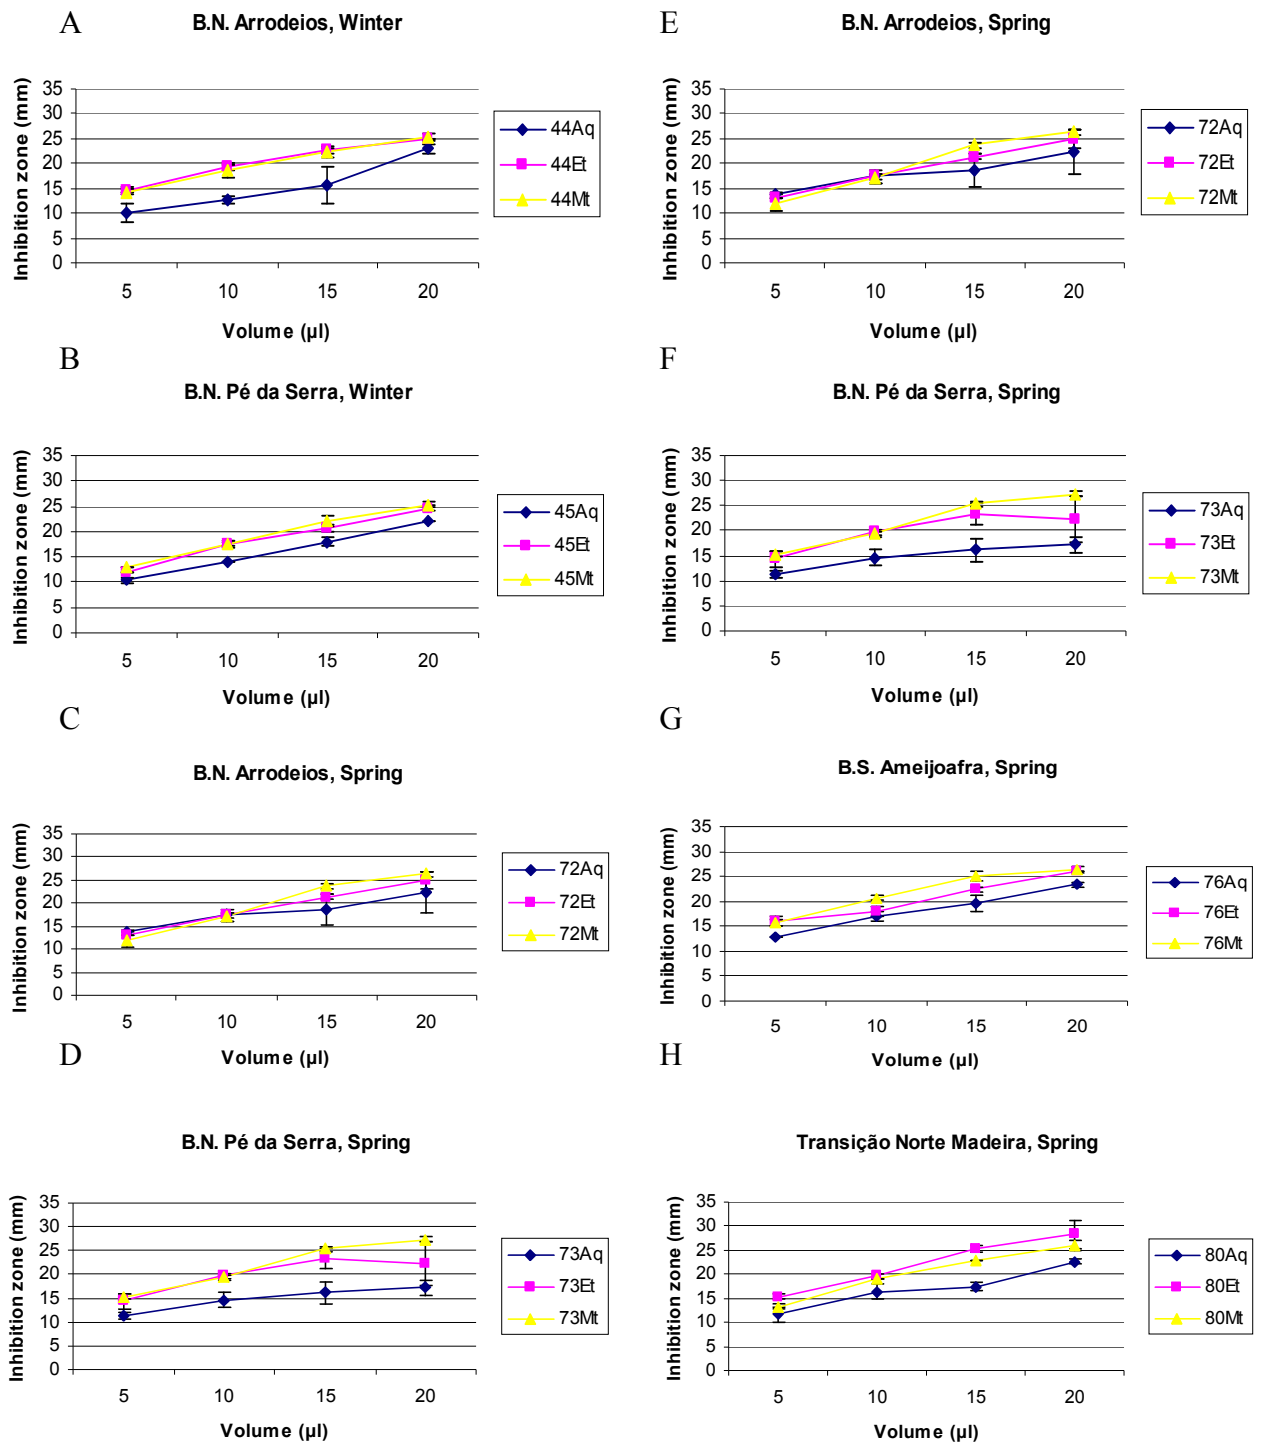 A
B.N. Arrodeios, Winter
Inhibition zone (mm)
35
30
25
20
15
10
5
0
5 10 15 20
Volume (µl)
44Aq
44Et
44Mt
B
B.N. Pé da Serra, Winter
Inhibition zone (mm)
35
30
25
20
15
10
5
0
5 10 15 20
Volume (µl)
45Aq
45Et
45Mt
C
B.N. Arrodeios, Spring
Inhibition zone (mm)
35
30
25
20
15
10
5
0
5 10 15 20
Volume (µl)
72Aq
72Et
72Mt
D
B.N. Pé da Serra, Spring
Inhibition zone (mm)
35
30
25
20
15
10
5
0
5 10 15 20
Volume (µl)
73Aq
73Et
73Mt
E
B.N. Arrodeios, Spring
Inhibition zone (mm)
35
30
25
20
15
10
5
0
5 10 15 20
Volume (µl)
72Aq
72Et
72Mt
F
B.N. Pé da Serra, Spring
Inhibition zone (mm)
35
30
25
20
15
10
5
0
5 10 15 20
Volume (µl)
73Aq
73Et
73Mt
G
B.S. Ameijoafra, Spring
Inhibition zone (mm)
35
30
25
20
15
10
5
0
5 10 15 20
Volume (µl)
76Aq
76Et
76Mt
H
Transição Norte Madeira, Spring
Inhibition zone (mm)
35
30
25
20
15
10
5
0
5 10 15 20
Volume (µl)
80Aq
80Et
80Mt